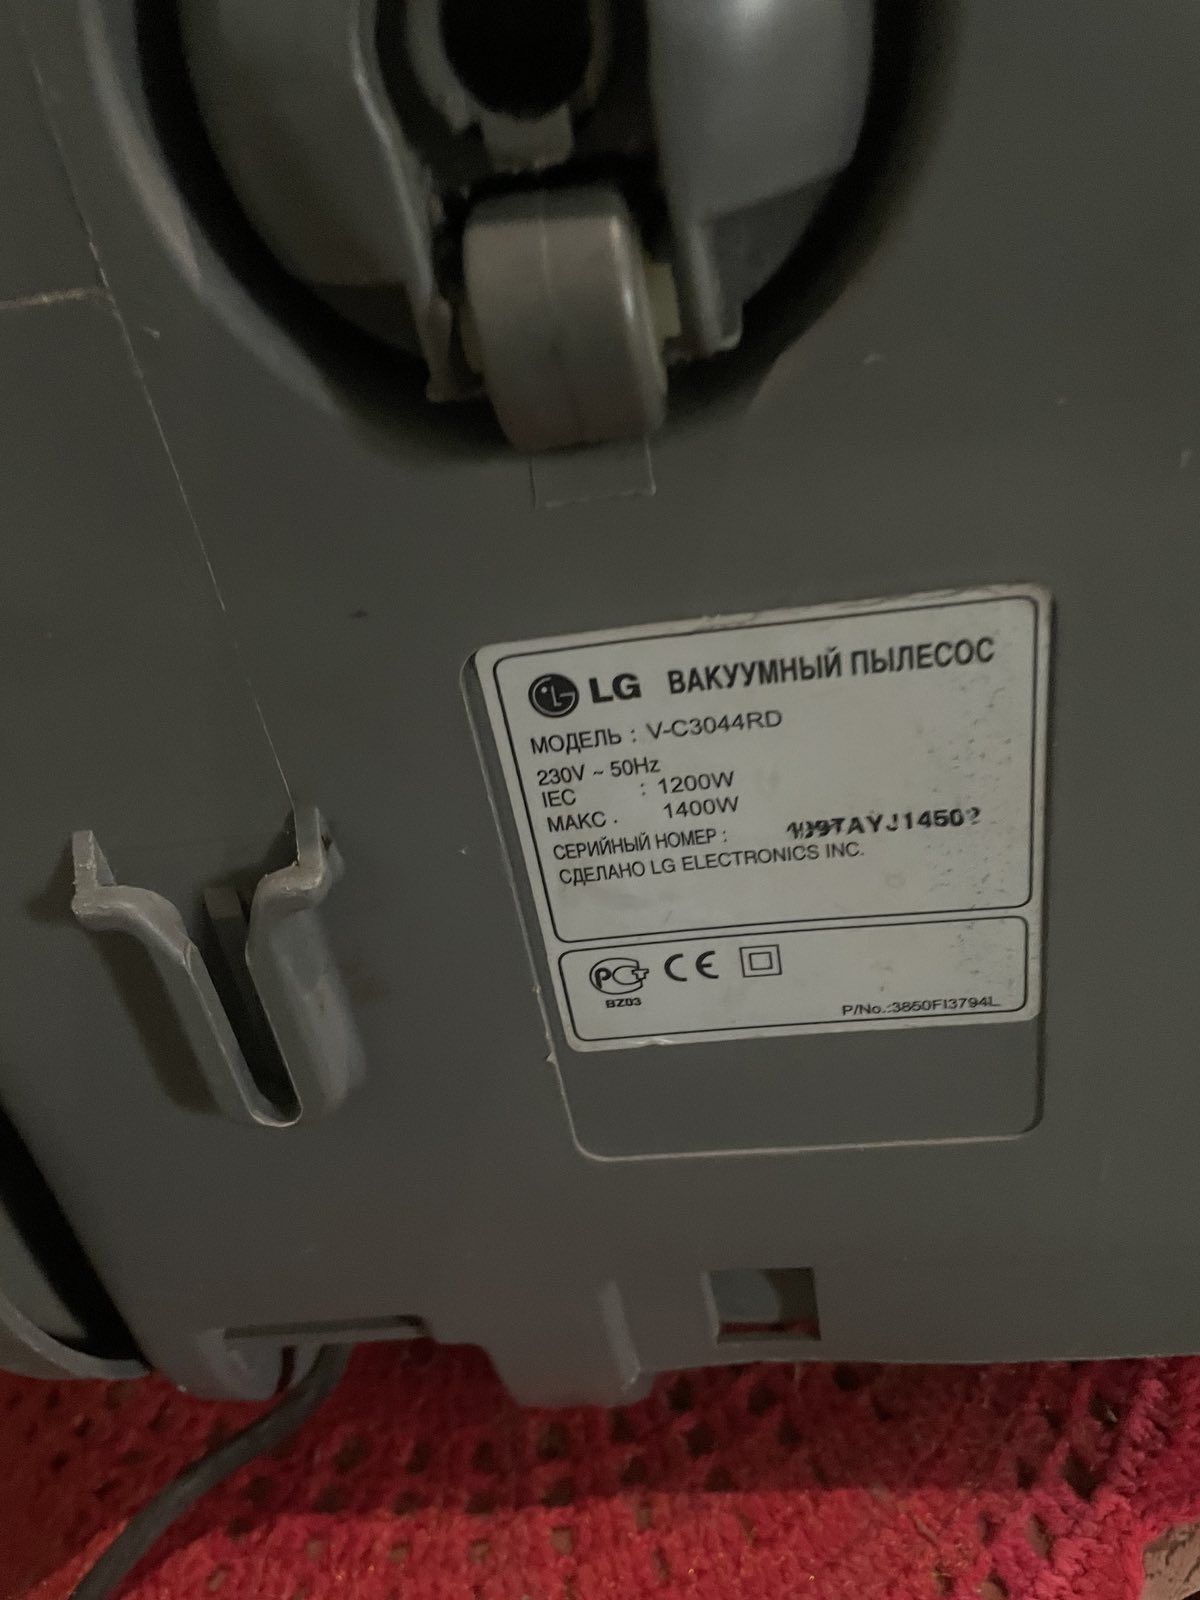 LG ВАКУУМНЫЙ ПЫЛЕСОС
МОДЕЛЬ : V-C3044RD
230V ~ 50Hz
IEC : 1200W
МАКС . 1400W
СЕРИЙНЫЙ НОМЕР :
СДЕЛАНО LG ELECTRONICS INC.
РСТ CE
BZ03
P/No.:3850FI3794L